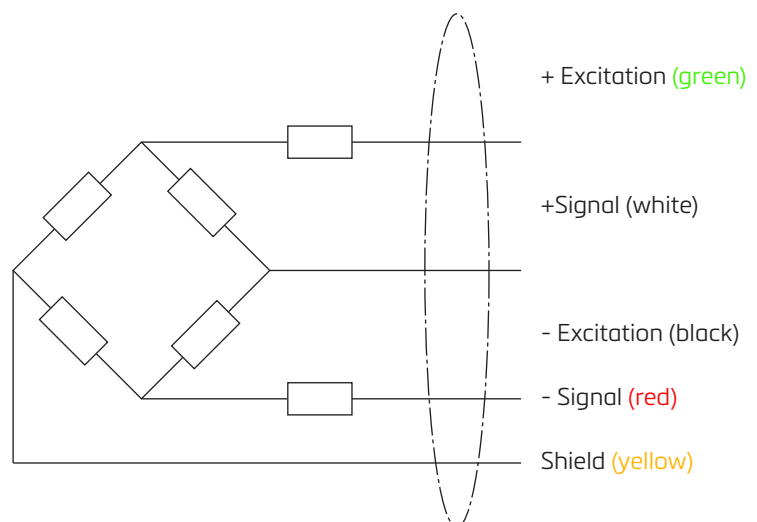 + Excitation (green)
+Signal (white)
- Excitation (black)
- Signal (red)
Shield (yellow)